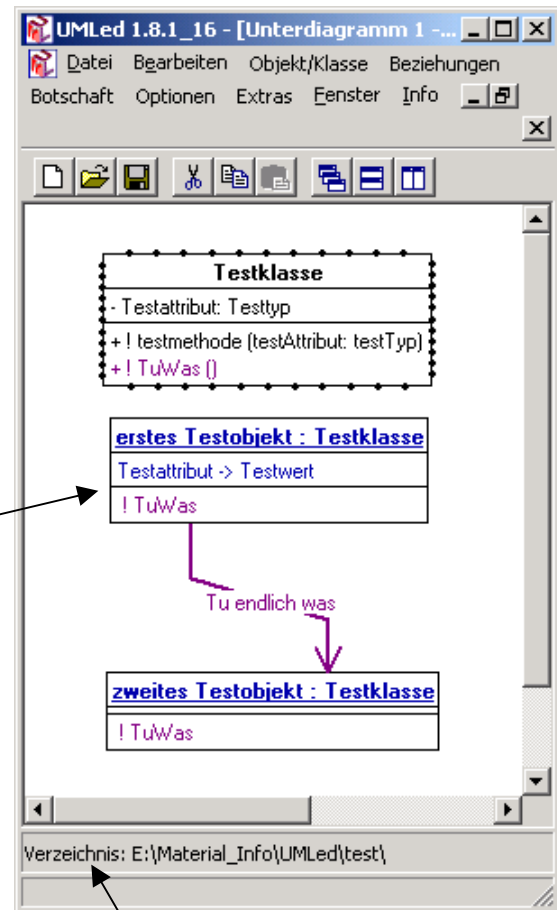 UMLed 1.8.1_16 - [Unterdiagramm 1 -...
Datei Bearbeiten Objekt/Klasse Beziehungen
Botschaft Optionen Extras Fenster Info
Testklasse
- Testattribut: Testtyp
+ ! testmethode (testAttribut: testTyp)
+ ! TuWas ()
erstes Testobjekt : Testklasse
Testattribut -> Testwert
! TuWas
Tu endlich was
zweites Testobjekt : Testklasse
! TuWas
Verzeichnis: E:\Material_Info\UMLed\test\